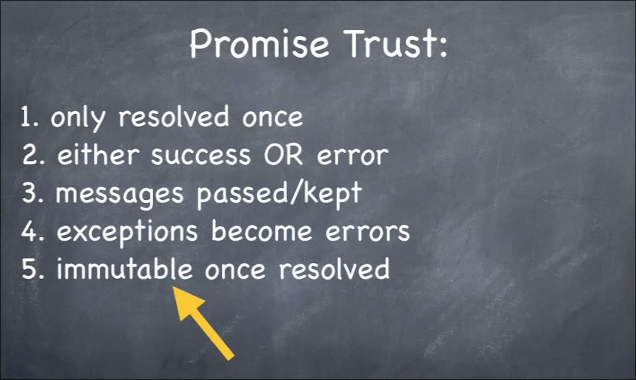 Promise Trust:
1. only resolved once
2. either success OR error
3. messages passed/kept
4. exceptions become errors
5. immutable once resolved